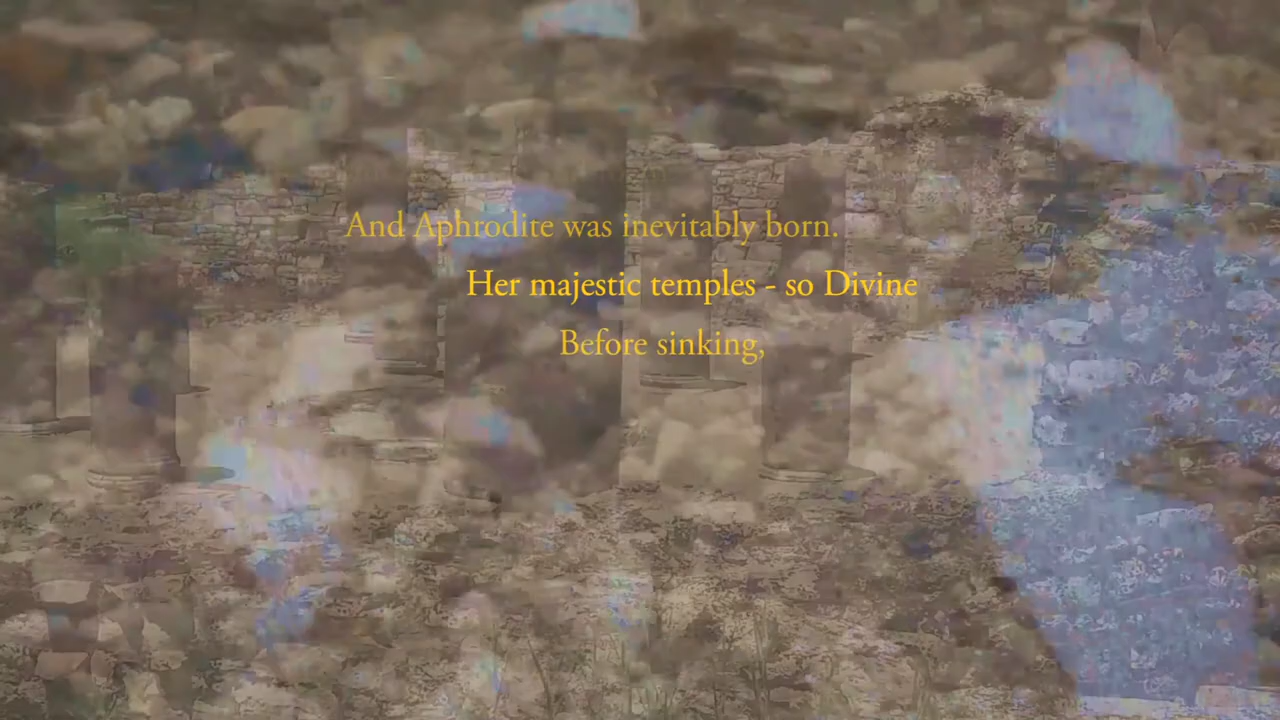 And Aphrodite was inevitably born.
Her majestic temples - so Divine
Before sinking,